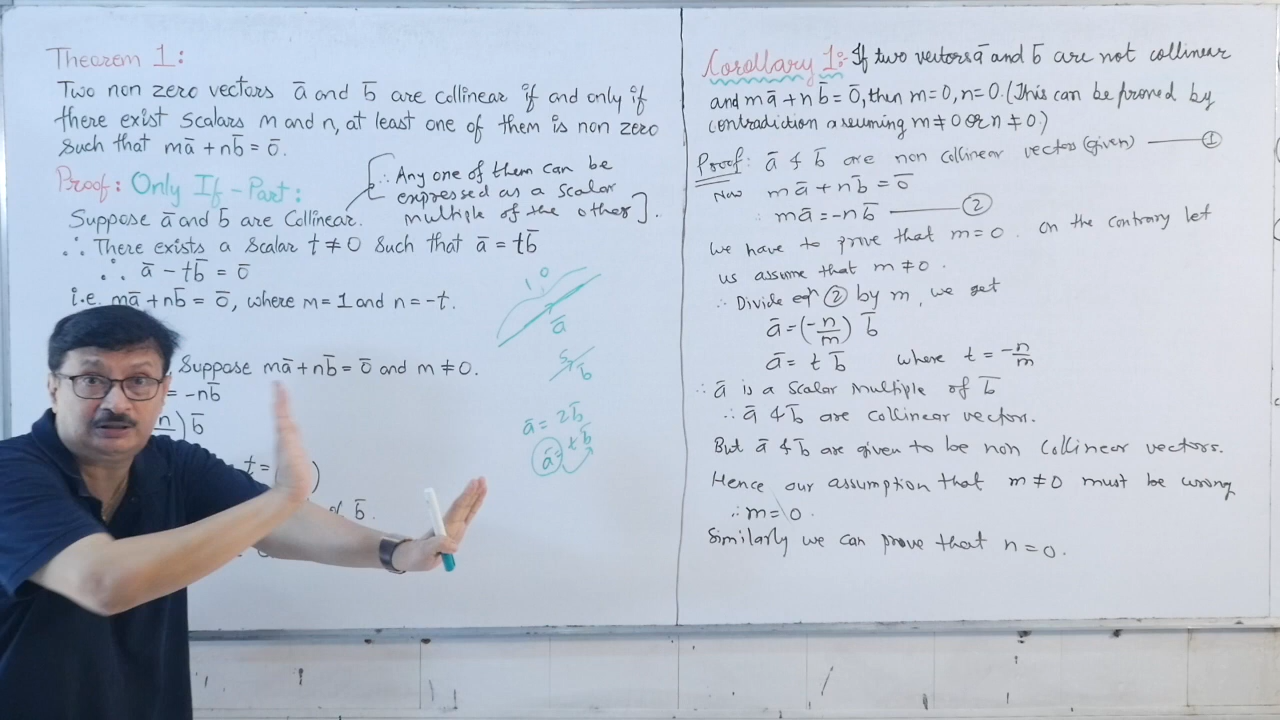 Theorem 1:
Two non zero vectors a̅ and b̅ are collinear if and only if
there exist scalars m and n, at least one of them is non zero
such that ma̅ + nb̅ = 0̅.
Proof: Only If-Part:
[∴ Any one of them can be
expressed as a scalar
multiple of the other].
Suppose a̅ and b̅ are Collinear.
∴ There exists a scalar t ≠ 0 such that a̅ = tb̅
∴ a̅ - tb̅ = 0̅
i.e. ma̅ + nb̅ = 0̅, where m = 1 and n = -t.
Suppose ma̅ + nb̅ = 0̅ and m ≠ 0.
= -nb̅
n) b̅
t = )
of b̅.
a̅
b̅
a̅ = 2b̅
a̅ = tb̅
Corollary 1:- If two vectors a̅ and b̅ are not collinear
and ma̅ + nb̅ = 0̅, then m=0, n=0. (This can be proved by
contradiction assuming m ≠ 0 or n ≠ 0.)
Proof: a̅ & b̅ are non collinear vectors (given) —— ①
Now ma̅ + nb̅ = 0̅
∴ ma̅ = -nb̅ —— ②
We have to prove that m=0. On the contrary let
us assume that m ≠ 0.
∴ Divide eqn ② by m, we get
a̅ = (-n/m) b̅
a̅ = t b̅ where t = -n/m
∴ a̅ is a scalar multiple of b̅
∴ a̅ & b̅ are collinear vectors.
But a̅ & b̅ are given to be non collinear vectors.
Hence our assumption that m ≠ 0 must be wrong
∴ m = 0.
Similarly we can prove that n = 0.